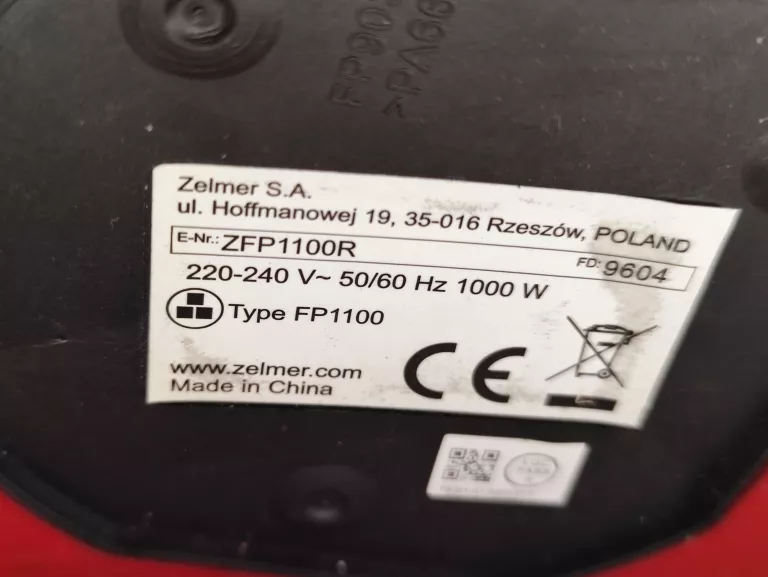 Zelmer S.A.
ul. Hoffmanowej 19, 35-016 Rzeszów, POLAND
E-Nr.: ZFP1100R FD: 9604
220-240 V~ 50/60 Hz 1000 W
Type FP1100
www.zelmer.com
Made in China
CE